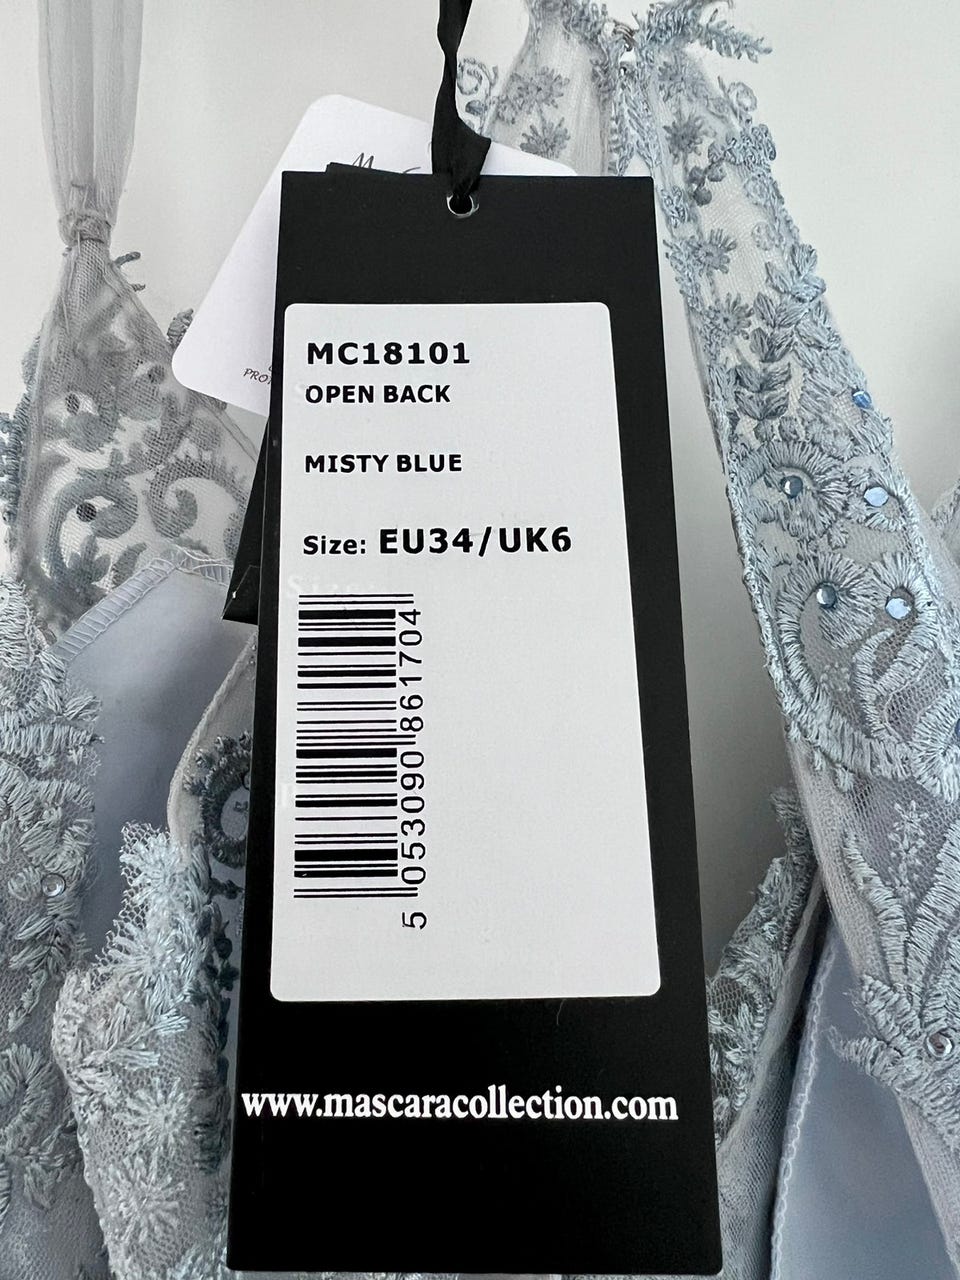 MC18101
OPEN BACK
MISTY BLUE
Size: EU34/UK6
5 053090 861704
www.mascaracollection.com